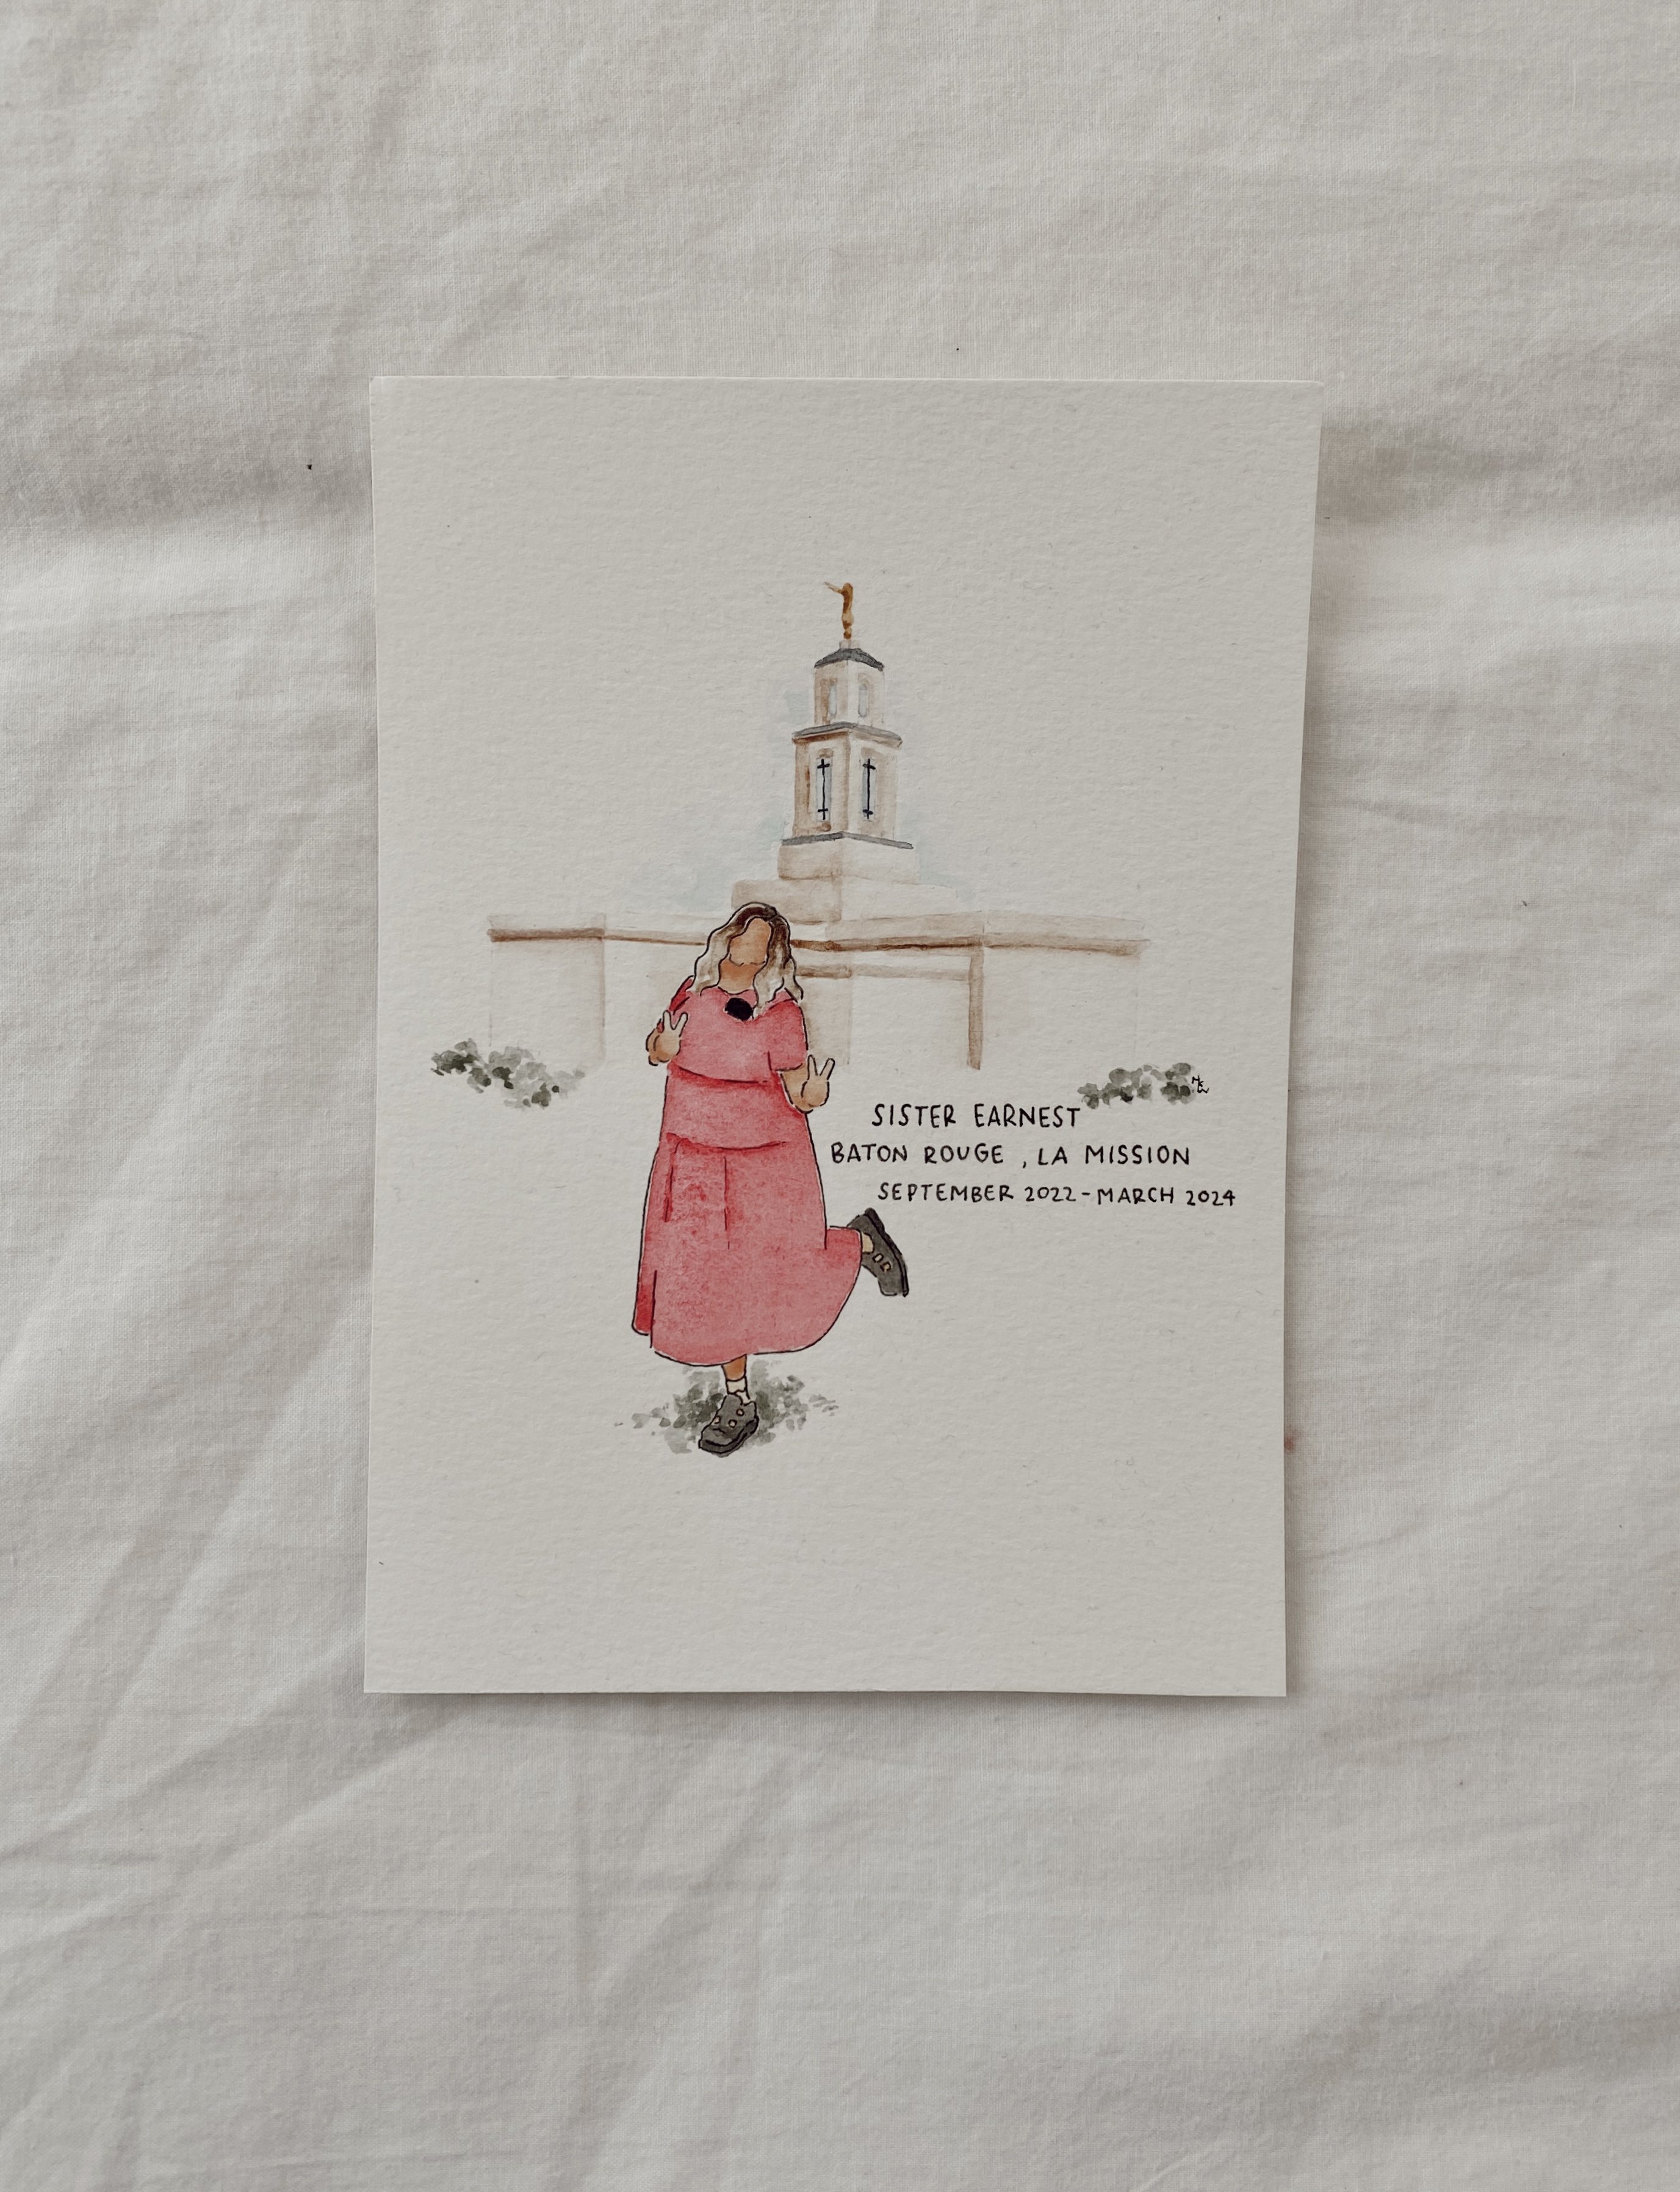 SISTER EARNEST
BATON ROUGE , LA MISSION
SEPTEMBER 2022 - MARCH 2024